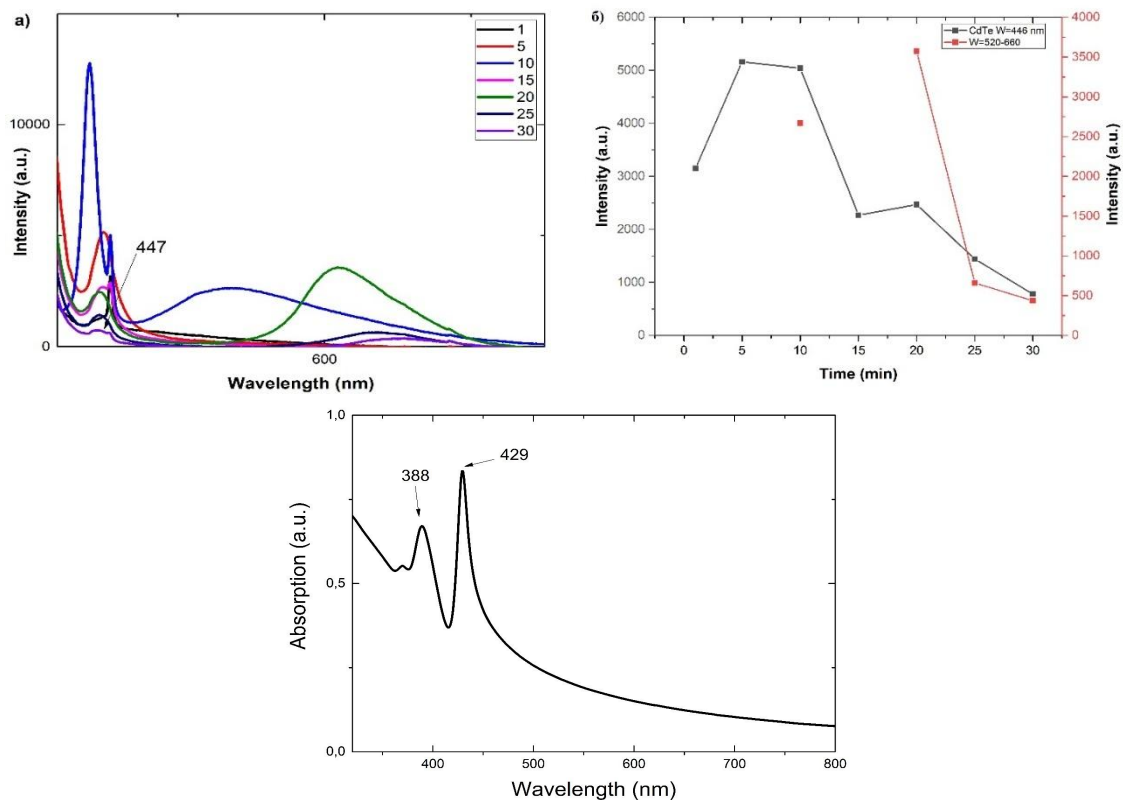 а)
1
5
10
15
20
25
30
10000
447
0
600
Intensity (a.u.)
Wavelength (nm)
б)
6000
5000
4000
3000
2000
1000
0
CdTe W=446 nm
W=520-660
4000
3500
3000
2500
2000
1500
1000
500
0
0 5 10 15 20 25 30
Intensity (a.u.)
Intensity (a.u.)
Time (min)
1,0
0,5
0,0
388
429
400 500 600 700 800
Absorption (a.u.)
Wavelength (nm)